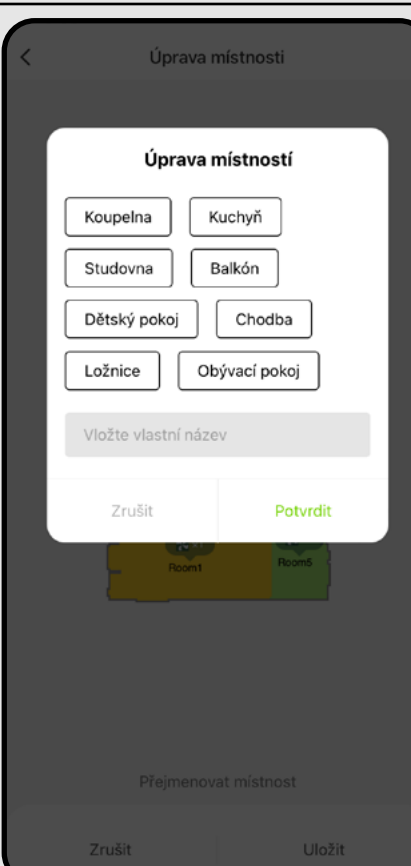 Úprava místnosti
Úprava místností
Koupelna Kuchyň
Studovna Balkón
Dětský pokoj Chodba
Ložnice Obývací pokoj
Vložte vlastní název
Zrušit Potvrdit
Room1 Room5
Přejmenovat místnost
Zrušit Uložit